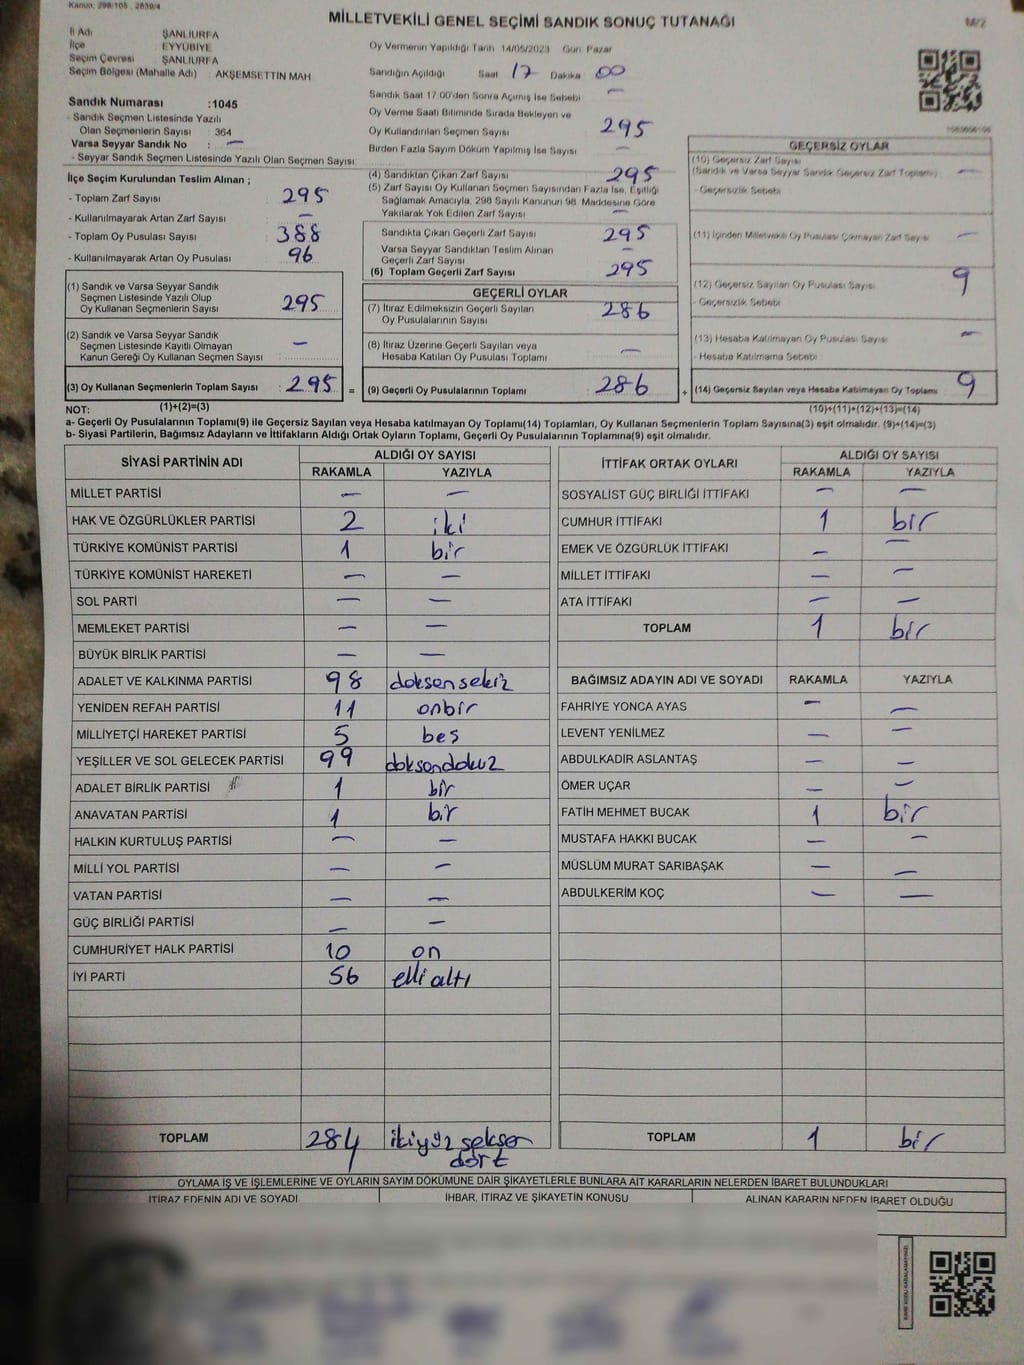 Kanun: 298/105 , 2839/4
MİLLETVEKİLİ GENEL SEÇİMİ SANDIK SONUÇ TUTANAĞI
İl Adı ŞANLIURFA
İlçe EYYÜBİYE
Seçim Çevresi ŞANLIURFA
Seçim Bölgesi (Mahalle Adı) : AKŞEMSETTİN MAH
Sandık Numarası :1045
- Sandık Seçmen Listesinde Yazılı
Olan Seçmenlerin Sayısı : 364
Varsa Seyyar Sandık No : —
- Seyyar Sandık Seçmen Listesinde Yazılı Olan Seçmen Sayısı:
İlçe Seçim Kurulundan Teslim Alınan ;
- Toplam Zarf Sayısı : 295
- Kullanılmayarak Artan Zarf Sayısı : —
- Toplam Oy Pusulası Sayısı : 388
- Kullanılmayarak Artan Oy Pusulası : 96
Oy Vermenin Yapıldığı Tarih 14/05/2023 Gün Pazar
Sandığın Açıldığı Saat 17 Dakika 00
Sandık Saat 17:00'den Sonra Açılmış İse Sebebi —
Oy Verme Saati Bitiminde Sırada Bekleyen ve
Oy Kullandırılan Seçmen Sayısı 295
Birden Fazla Sayım Döküm Yapılmış İse Sayısı —
(4) Sandıktan Çıkan Zarf Sayısı 295
(5) Zarf Sayısı Oy Kullanan Seçmen Sayısından Fazla İse, Eşitliği
Sağlamak Amacıyla, 298 Sayılı Kanunun 98. Maddesine Göre
Yakılarak Yok Edilen Zarf Sayısı —
Sandıkta Çıkan Geçerli Zarf Sayısı 295
Varsa Seyyar Sandıktan Teslim Alınan
Geçerli Zarf Sayısı —
(6) Toplam Geçerli Zarf Sayısı 295
(1) Sandık ve Varsa Seyyar Sandık
Seçmen Listesinde Yazılı Olup
Oy Kullanan Seçmenlerin Sayısı : 295
(2) Sandık ve Varsa Seyyar Sandık
Seçmen Listesinde Kayıtlı Olmayan
Kanun Gereği Oy Kullanan Seçmen Sayısı : —
(3) Oy Kullanan Seçmenlerin Toplam Sayısı : 295 =
(1)+(2)=(3)
GEÇERLİ OYLAR
(7) İtiraz Edilmeksizin Geçerli Sayılan
Oy Pusulalarının Sayısı 286
(8) İtiraz Üzerine Geçerli Sayılan veya
Hesaba Katılan Oy Pusulası Toplamı —
(9) Geçerli Oy Pusulalarının Toplamı 286 +
GEÇERSİZ OYLAR
(10) Geçersiz Zarf Sayısı
(Sandık ve Varsa Seyyar Sandık Geçersiz Zarf Toplamı) —
- Geçersizlik Sebebi
(11) İçinden Milletvekili Oy Pusulası Çıkmayan Zarf Sayısı —
(12) Geçersiz Sayılan Oy Pusulası Sayısı 9
- Geçersizlik Sebebi
(13) Hesaba Katılmayan Oy Pusulası Sayısı —
- Hesaba Katılmama Sebebi
(14) Geçersiz Sayılan veya Hesaba Katılmayan Oy Toplamı 9
(10)+(11)+(12)+(13)=(14)
NOT:
a- Geçerli Oy Pusulalarının Toplamı(9) ile Geçersiz Sayılan veya Hesaba katılmayan Oy Toplamı(14) Toplamları, Oy Kullanan Seçmenlerin Toplam Sayısına(3) eşit olmalıdır. (9)+(14)=(3)
b- Siyasi Partilerin, Bağımsız Adayların ve İttifakların Aldığı Ortak Oyların Toplamı, Geçerli Oy Pusulalarının Toplamına(9) eşit olmalıdır.
SİYASİ PARTİNİN ADI ALDIĞI OY SAYISI
RAKAMLA YAZIYLA
MİLLET PARTİSİ — —
HAK VE ÖZGÜRLÜKLER PARTİSİ 2 iki
TÜRKİYE KOMÜNİST PARTİSİ 1 bir
TÜRKİYE KOMÜNİST HAREKETİ — —
SOL PARTİ — —
MEMLEKET PARTİSİ — —
BÜYÜK BİRLİK PARTİSİ — —
ADALET VE KALKINMA PARTİSİ 98 doksensekiz
YENİDEN REFAH PARTİSİ 11 onbir
MİLLİYETÇİ HAREKET PARTİSİ 5 beş
YEŞİLLER VE SOL GELECEK PARTİSİ 99 doksandokuz
ADALET BİRLİK PARTİSİ 1 bir
ANAVATAN PARTİSİ 1 bir
HALKIN KURTULUŞ PARTİSİ — —
MİLLİ YOL PARTİSİ — —
VATAN PARTİSİ — —
GÜÇ BİRLİĞİ PARTİSİ — —
CUMHURİYET HALK PARTİSİ 10 on
İYİ PARTİ 56 elli altı
TOPLAM 284 ikiyüz seksen
dört
İTTİFAK ORTAK OYLARI ALDIĞI OY SAYISI
RAKAMLA YAZIYLA
SOSYALİST GÜÇ BİRLİĞİ İTTİFAKI — —
CUMHUR İTTİFAKI 1 bir
EMEK VE ÖZGÜRLÜK İTTİFAKI — —
MİLLET İTTİFAKI — —
ATA İTTİFAKI — —
TOPLAM 1 bir
BAĞIMSIZ ADAYIN ADI VE SOYADI RAKAMLA YAZIYLA
FAHRİYE YONCA AYAS — —
LEVENT YENİLMEZ — —
ABDULKADİR ASLANTAŞ — —
ÖMER UÇAR — —
FATİH MEHMET BUCAK 1 bir
MUSTAFA HAKKI BUCAK — —
MÜSLÜM MURAT SARIBAŞAK — —
ABDULKERİM KOÇ — —
TOPLAM 1 bir
OYLAMA İŞ VE İŞLEMLERİNE VE OYLARIN SAYIM DÖKÜMÜNE DAİR ŞİKAYETLERLE BUNLARA AİT KARARLARIN NELERDEN İBARET BULUNDUKLARI
İTİRAZ EDENİN ADI VE SOYADI İHBAR, İTİRAZ VE ŞİKAYETİN KONUSU ALINAN KARARIN NEDEN İBARET OLDUĞU